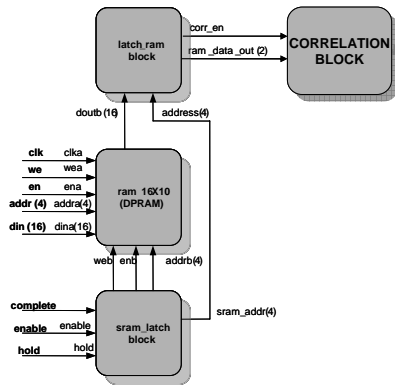 corr_en
latch_ram
block
ram_data_out (2)
CORRELATION
BLOCK
doutb (16)
address(4)
clk clka
we wea
en ena
addr (4) addra(4)
din (16) dina(16)
ram_16X10
(DPRAM)
web enb addrb(4)
complete
enable enable
hold hold
sram_latch
block
sram_addr(4)